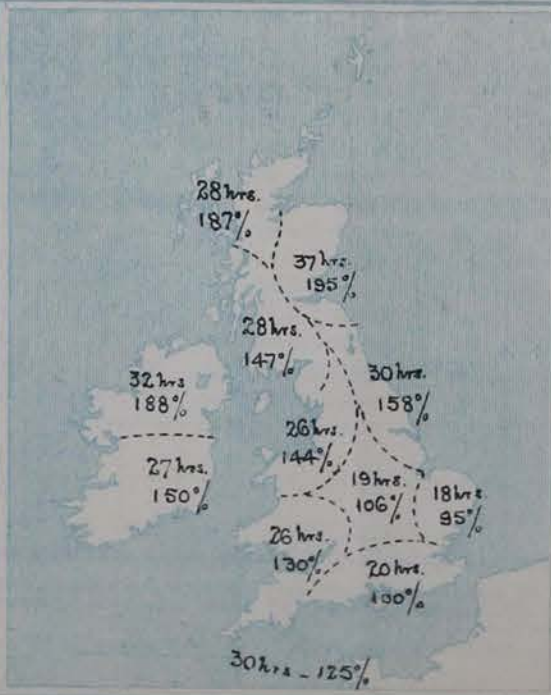 28 hrs.
187%
37 hrs.
195%
28 hrs.
147%
32 hrs
188%
30 hrs.
158%
26 hrs.
144%
27 hrs.
150%
19 hrs.
106%
18 hrs
95%
26 hrs.
130%
20 hrs.
100%
30 hrs - 125%